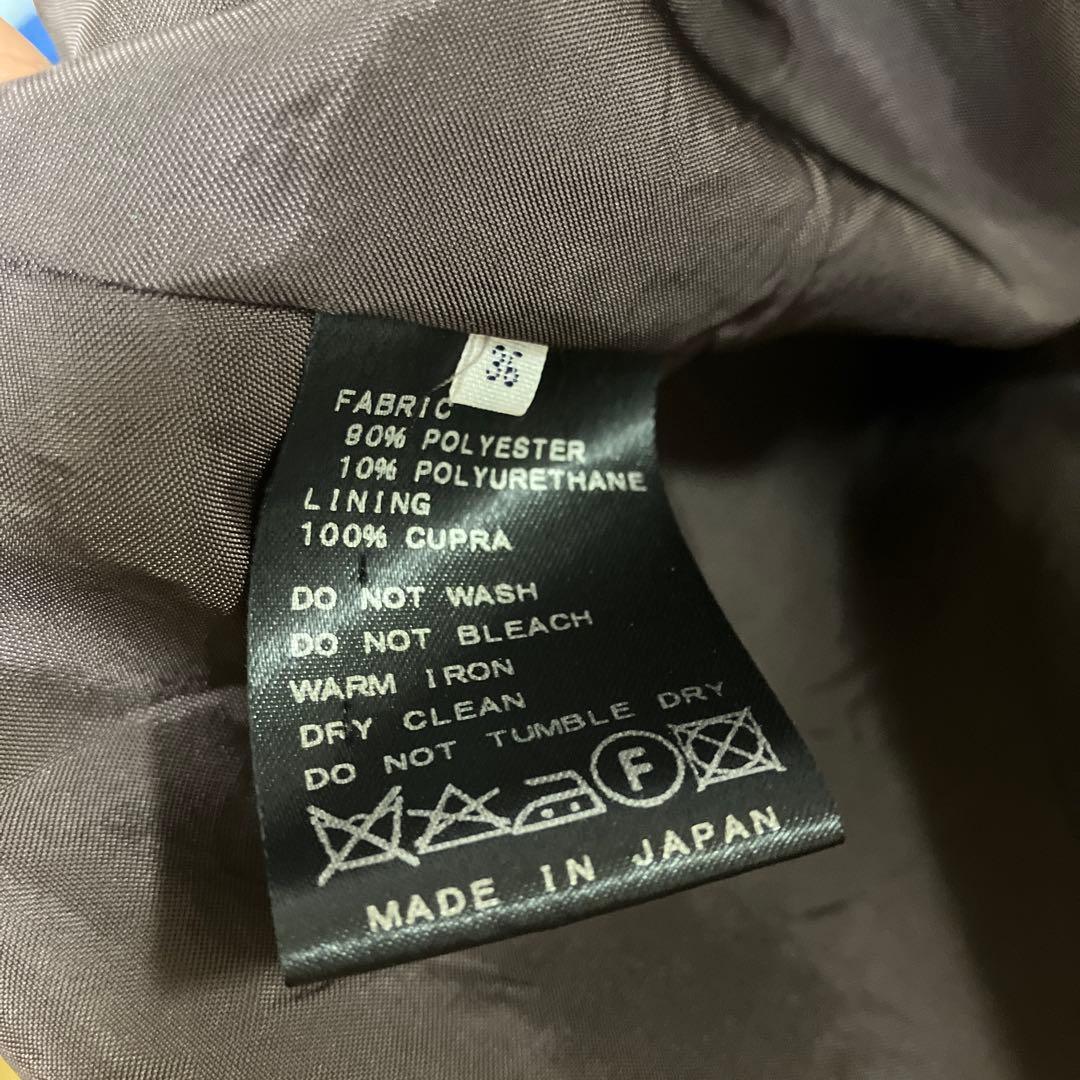 36
FABRIC
90% POLYESTER
10% POLYURETHANE
LINING
100% CUPRA
DO NOT WASH
DO NOT BLEACH
WARM IRON
DRY CLEAN
DO NOT TUMBLE DRY
F
MADE IN JAPAN